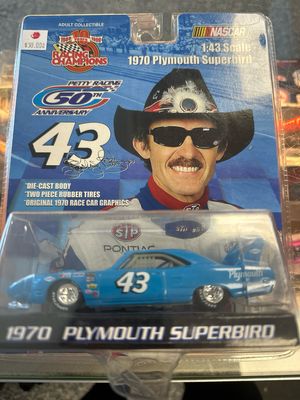 ADULT COLLECTIBLE
RACING
CHAMPIONS
NASCAR
1:43 Scale
1970 Plymouth Superbird
PETTY RACING
50TH
ANNIVERSARY
43
*DIE-CAST BODY
*TWO PIECE RUBBER TIRES
*ORIGINAL 1970 RACE CAR GRAPHICS
STP
PONTIAC
43
Plymouth
1970 PLYMOUTH SUPERBIRD